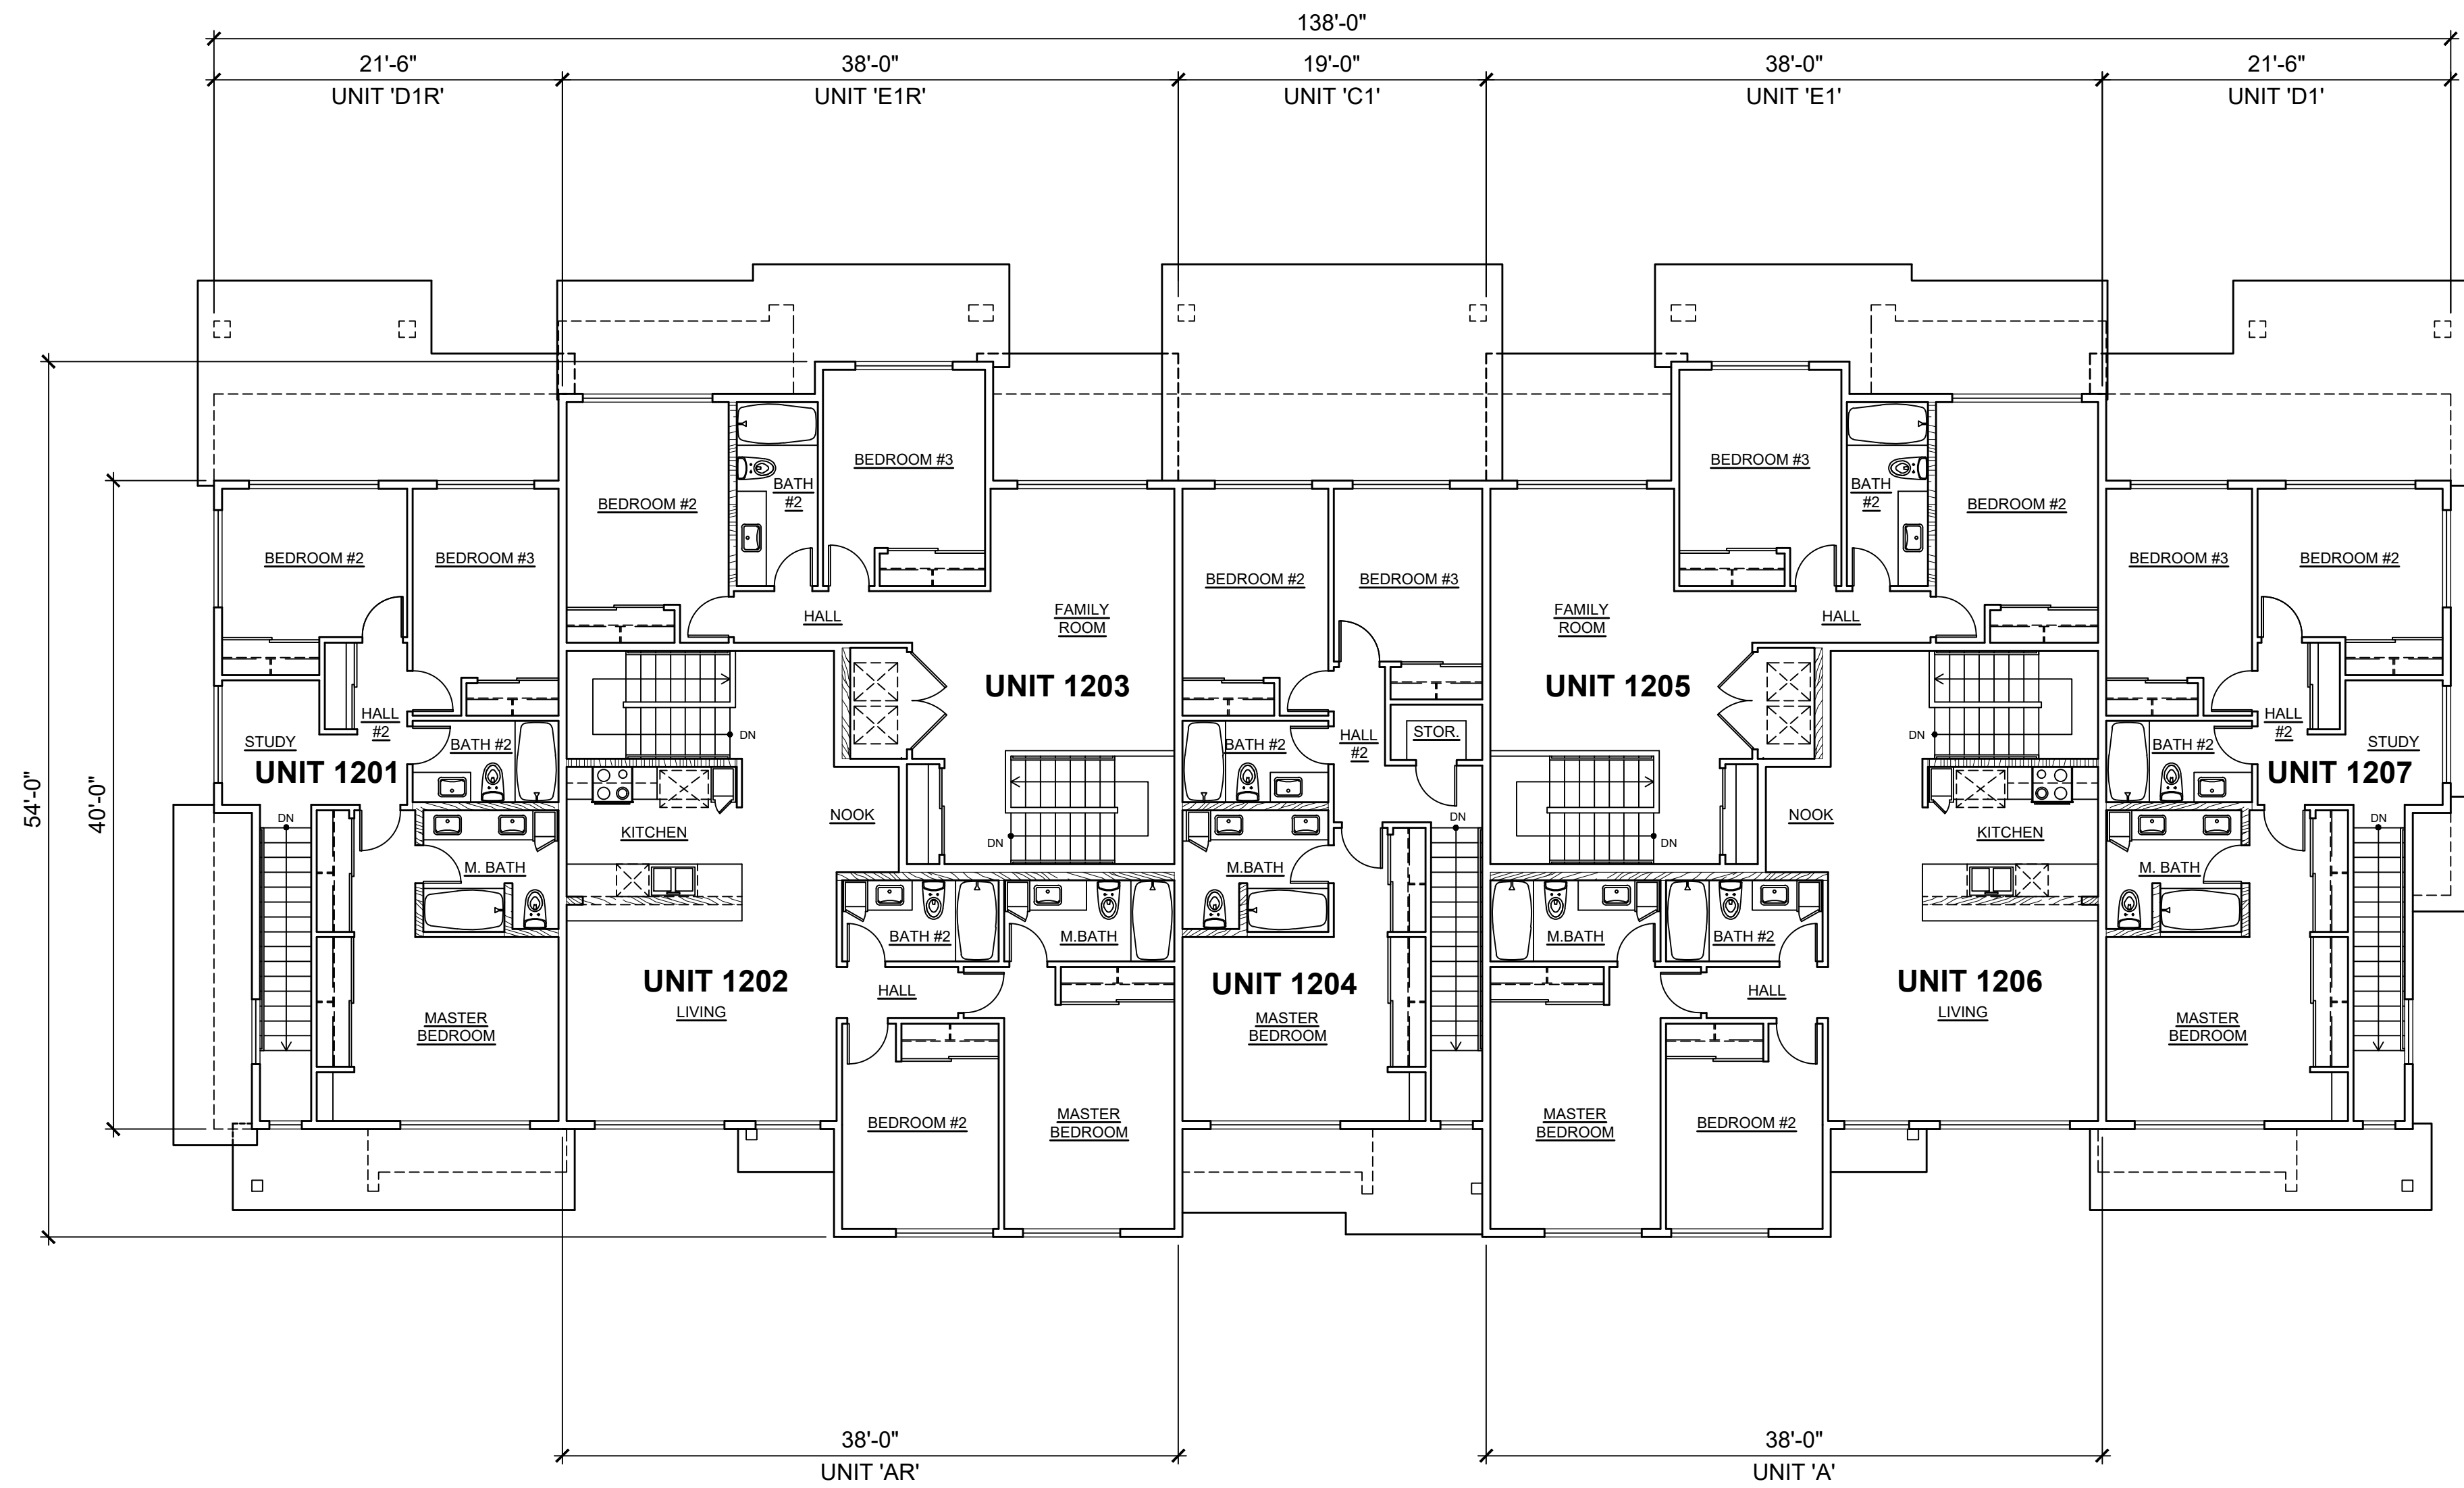 138'-0"
21'-6"
38'-0"
19'-0"
38'-0"
21'-6"
UNIT 'D1R'
UNIT 'E1R'
UNIT 'C1'
UNIT 'E1'
UNIT 'D1'
BEDROOM #3
BEDROOM #3
BATH
#2
BATH
#2
BEDROOM #2
BEDROOM #2
BEDROOM #2
BEDROOM #3
BEDROOM #2
BEDROOM #3
BEDROOM #3
BEDROOM #2
HALL
FAMILY
ROOM
FAMILY
ROOM
HALL
UNIT 1203
UNIT 1205
HALL
#2
HALL
#2
HALL
#2
STUDY
BATH #2
DN
BATH #2
STOR.
DN
BATH #2
STUDY
UNIT 1201
UNIT 1207
54'-0"
40'-0"
DN
KITCHEN
NOOK
DN
DN
DN
NOOK
KITCHEN
DN
M. BATH
M.BATH
M. BATH
BATH #2
M.BATH
M.BATH
BATH #2
UNIT 1202
UNIT 1204
UNIT 1206
HALL
HALL
LIVING
LIVING
MASTER
BEDROOM
MASTER
BEDROOM
MASTER
BEDROOM
BEDROOM #2
MASTER
BEDROOM
MASTER
BEDROOM
BEDROOM #2
38'-0"
38'-0"
UNIT 'AR'
UNIT 'A'